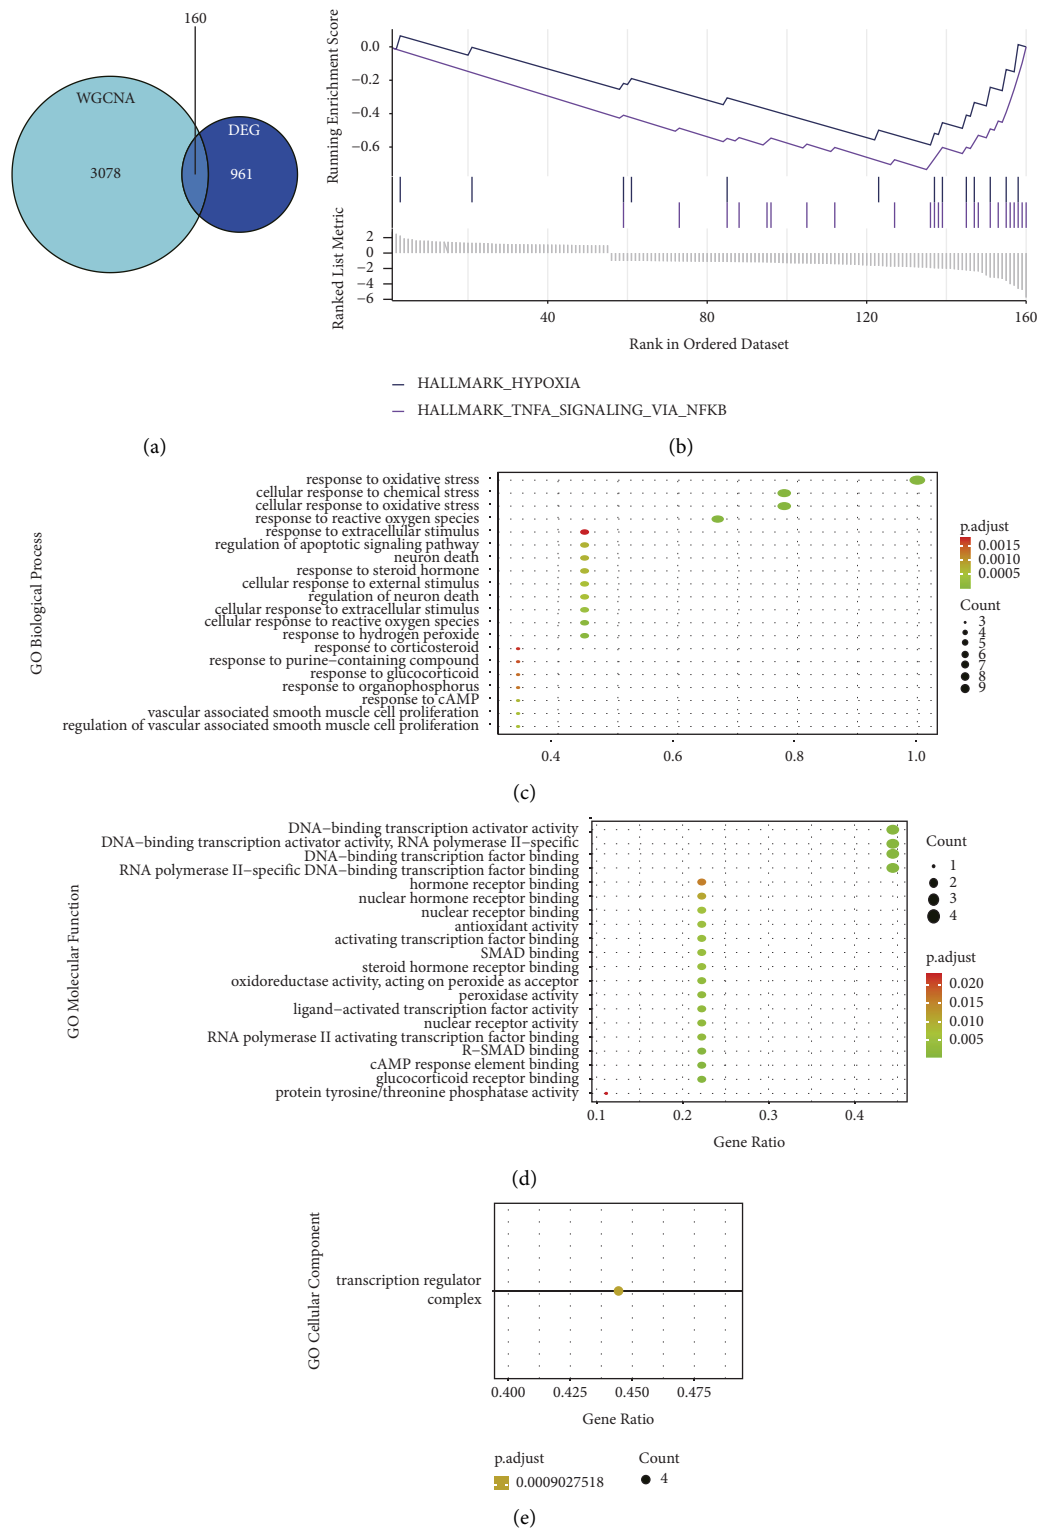 160
WGCNA
DEG
3078
961
(a)
Running Enrichment Score
0.0
−0.2
−0.4
−0.6
Ranked List Metric
2
0
−2
−4
−6
40
80
120
160
Rank in Ordered Dataset
HALLMARK_HYPOXIA
HALLMARK_TNFA_SIGNALING_VIA_NFKB
(b)
GO Biological Process
response to oxidative stress
cellular response to chemical stress
cellular response to oxidative stress
response to reactive oxygen species
response to extracellular stimulus
regulation of apoptotic signaling pathway
neuron death
response to steroid hormone
cellular response to external stimulus
regulation of neuron death
cellular response to extracellular stimulus
cellular response to reactive oxygen species
response to hydrogen peroxide
response to corticosteroid
response to purine−containing compound
response to glucocorticoid
response to organophosphorus
response to cAMP
vascular associated smooth muscle cell proliferation
regulation of vascular associated smooth muscle cell proliferation
0.4
0.6
0.8
1.0
p.adjust
0.0015
0.0010
0.0005
Count
3
4
5
6
7
8
9
(c)
GO Molecular Function
DNA−binding transcription activator activity
DNA−binding transcription activator activity, RNA polymerase II−specific
DNA−binding transcription factor binding
RNA polymerase II−specific DNA−binding transcription factor binding
hormone receptor binding
nuclear hormone receptor binding
nuclear receptor binding
antioxidant activity
activating transcription factor binding
SMAD binding
steroid hormone receptor binding
oxidoreductase activity, acting on peroxide as acceptor
peroxidase activity
ligand−activated transcription factor activity
nuclear receptor activity
RNA polymerase II activating transcription factor binding
R−SMAD binding
cAMP response element binding
glucocorticoid receptor binding
protein tyrosine/threonine phosphatase activity
0.1
0.2
0.3
0.4
Gene Ratio
Count
1
2
3
4
p.adjust
0.020
0.015
0.010
0.005
(d)
GO Cellular Component
transcription regulator
complex
0.400
0.425
0.450
0.475
Gene Ratio
p.adjust
0.0009027518
Count
4
(e)